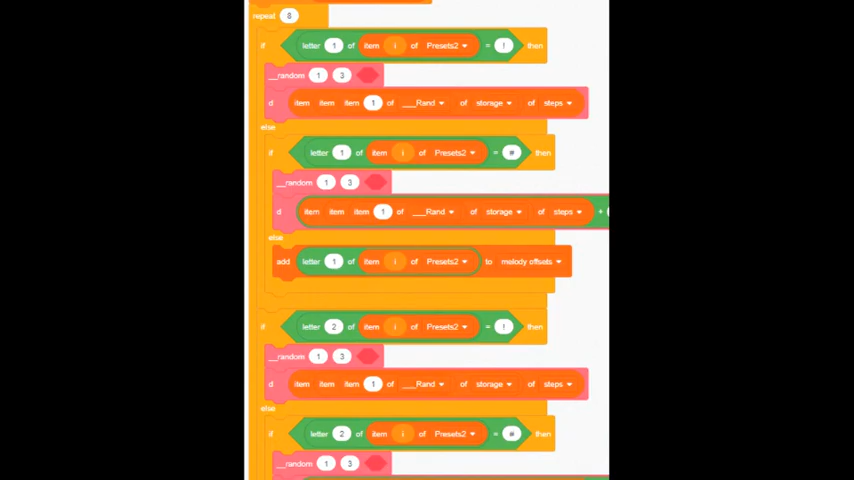 repeat 8
if letter 1 of item i of Presets2 = ! then
__random 1 3
d item item item 1 of ___Rand of storage of steps
else
if letter 1 of item i of Presets2 = # then
__random 1 3
d item item item 1 of ___Rand of storage of steps +
else
add letter 1 of item i of Presets2 to melody offsets
if letter 2 of item i of Presets2 = ! then
__random 1 3
d item item item 1 of ___Rand of storage of steps
else
if letter 2 of item i of Presets2 = # then
__random 1 3